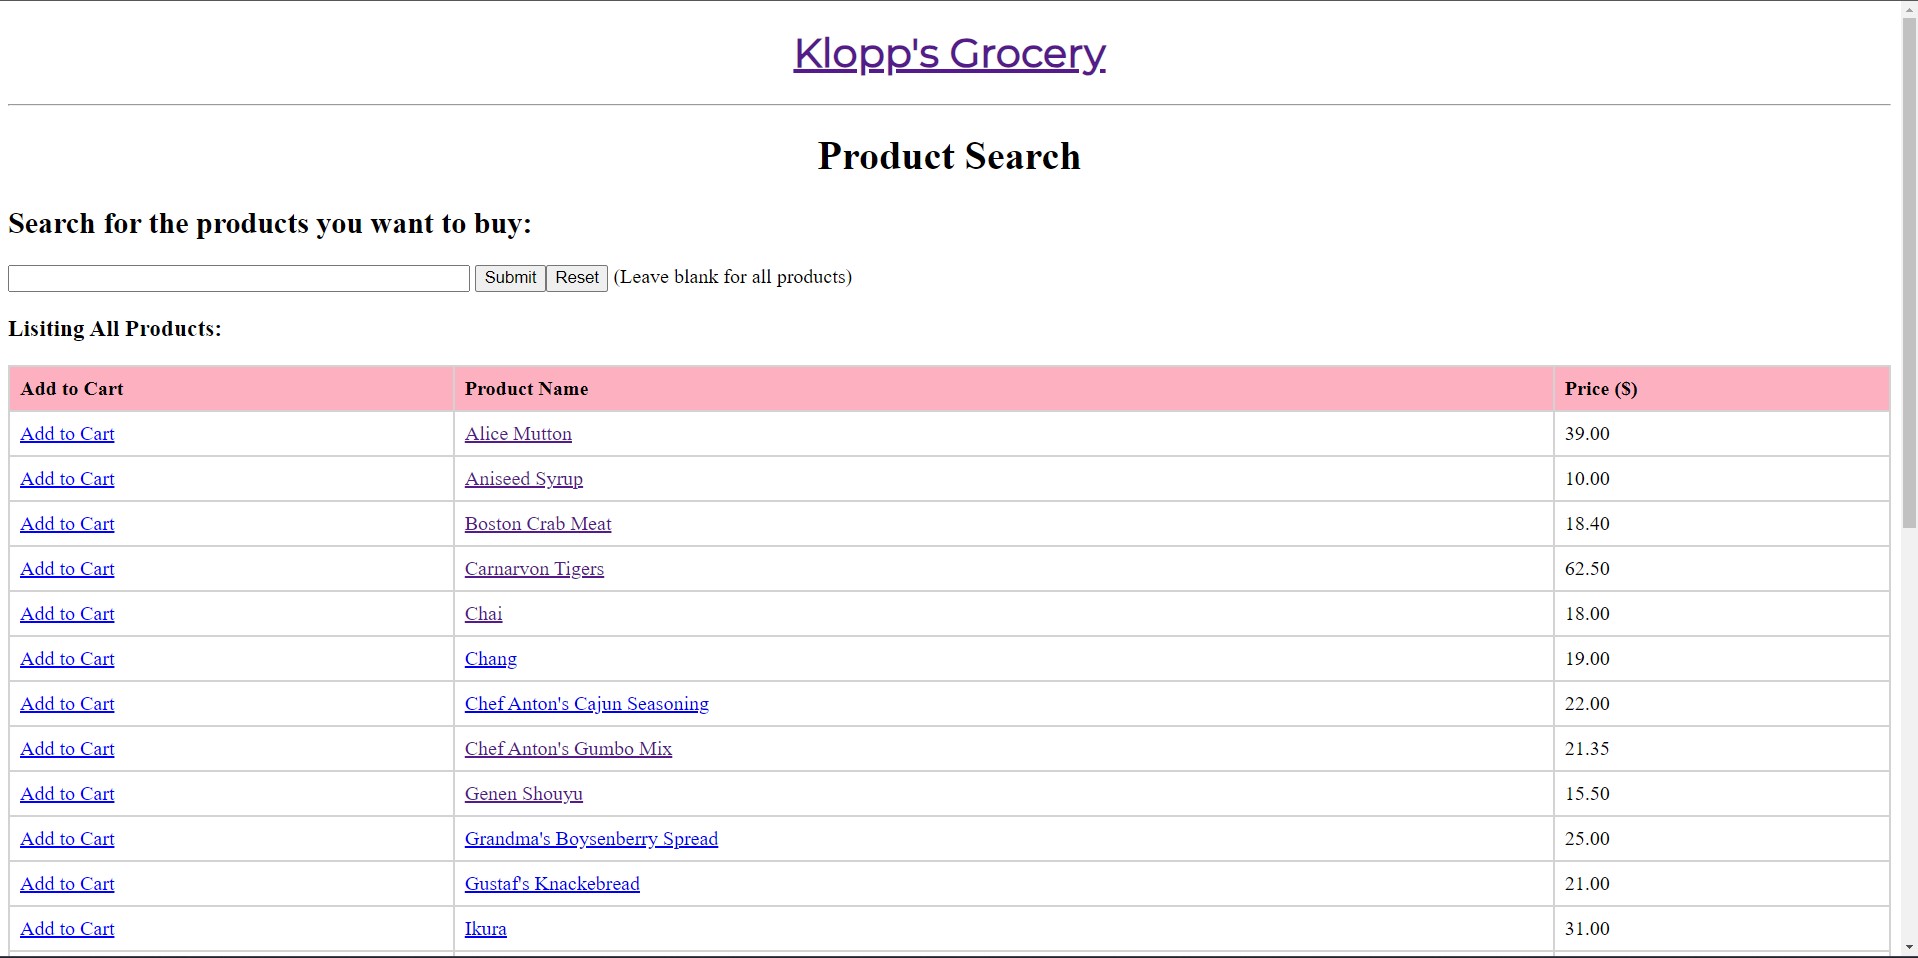 Klopp's Grocery
Product Search
Search for the products you want to buy:
Submit Reset (Leave blank for all products)
Lisiting All Products:
Add to Cart Product Name Price ($)
Add to Cart Alice Mutton 39.00
Add to Cart Aniseed Syrup 10.00
Add to Cart Boston Crab Meat 18.40
Add to Cart Carnarvon Tigers 62.50
Add to Cart Chai 18.00
Add to Cart Chang 19.00
Add to Cart Chef Anton's Cajun Seasoning 22.00
Add to Cart Chef Anton's Gumbo Mix 21.35
Add to Cart Genen Shouyu 15.50
Add to Cart Grandma's Boysenberry Spread 25.00
Add to Cart Gustaf's Knackebread 21.00
Add to Cart Ikura 31.00